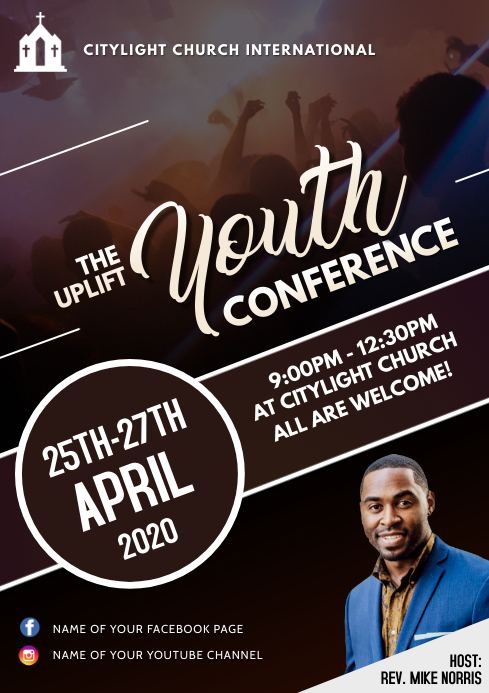 CITYLIGHT CHURCH INTERNATIONAL
THE
UPLIFT
Youth
CONFERENCE
9:00PM - 12:30PM
AT CITYLIGHT CHURCH
ALL ARE WELCOME!
25TH-27TH
APRIL
2020
NAME OF YOUR FACEBOOK PAGE
NAME OF YOUR YOUTUBE CHANNEL
HOST:
REV. MIKE NORRIS